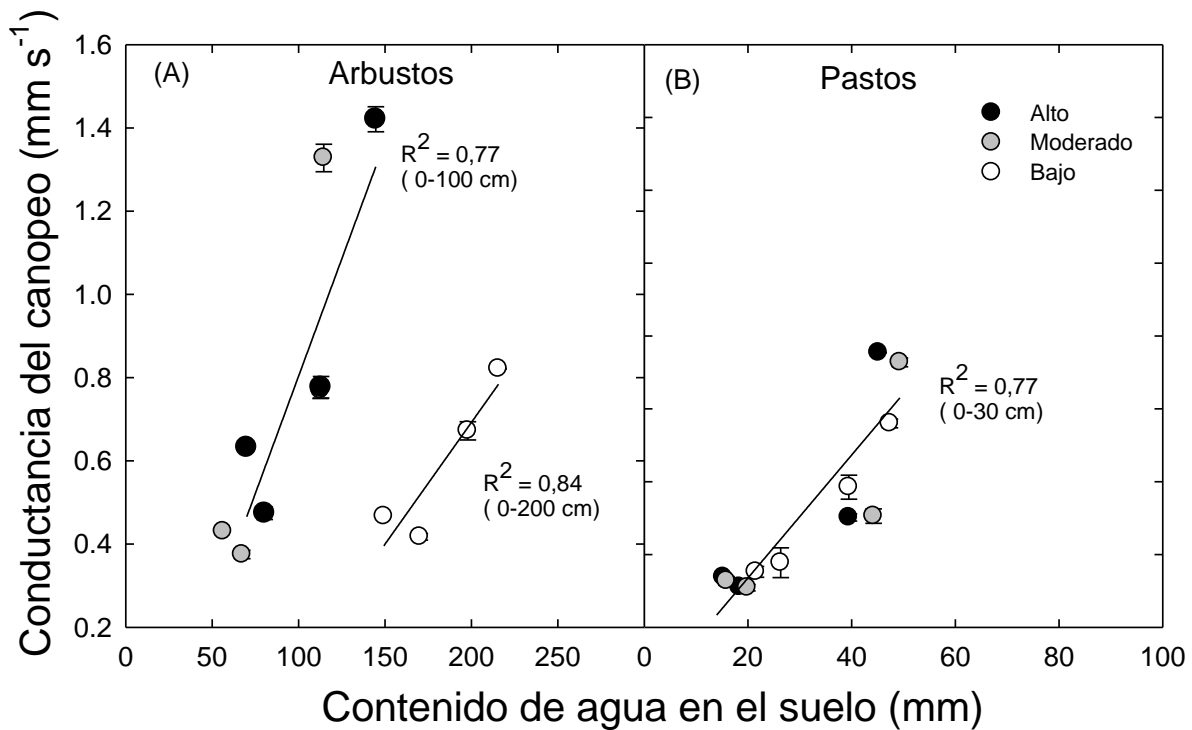 Conductancia del canopeo (mm s-1)
1.6
1.4
1.2
1.0
0.8
0.6
0.4
0.2
(A)
Arbustos
R2 = 0,77
( 0-100 cm)
R2 = 0,84
( 0-200 cm)
0 50 100 150 200 250
(B)
Pastos
Alto
Moderado
Bajo
R2 = 0,77
( 0-30 cm)
0 20 40 60 80 100
Contenido de agua en el suelo (mm)